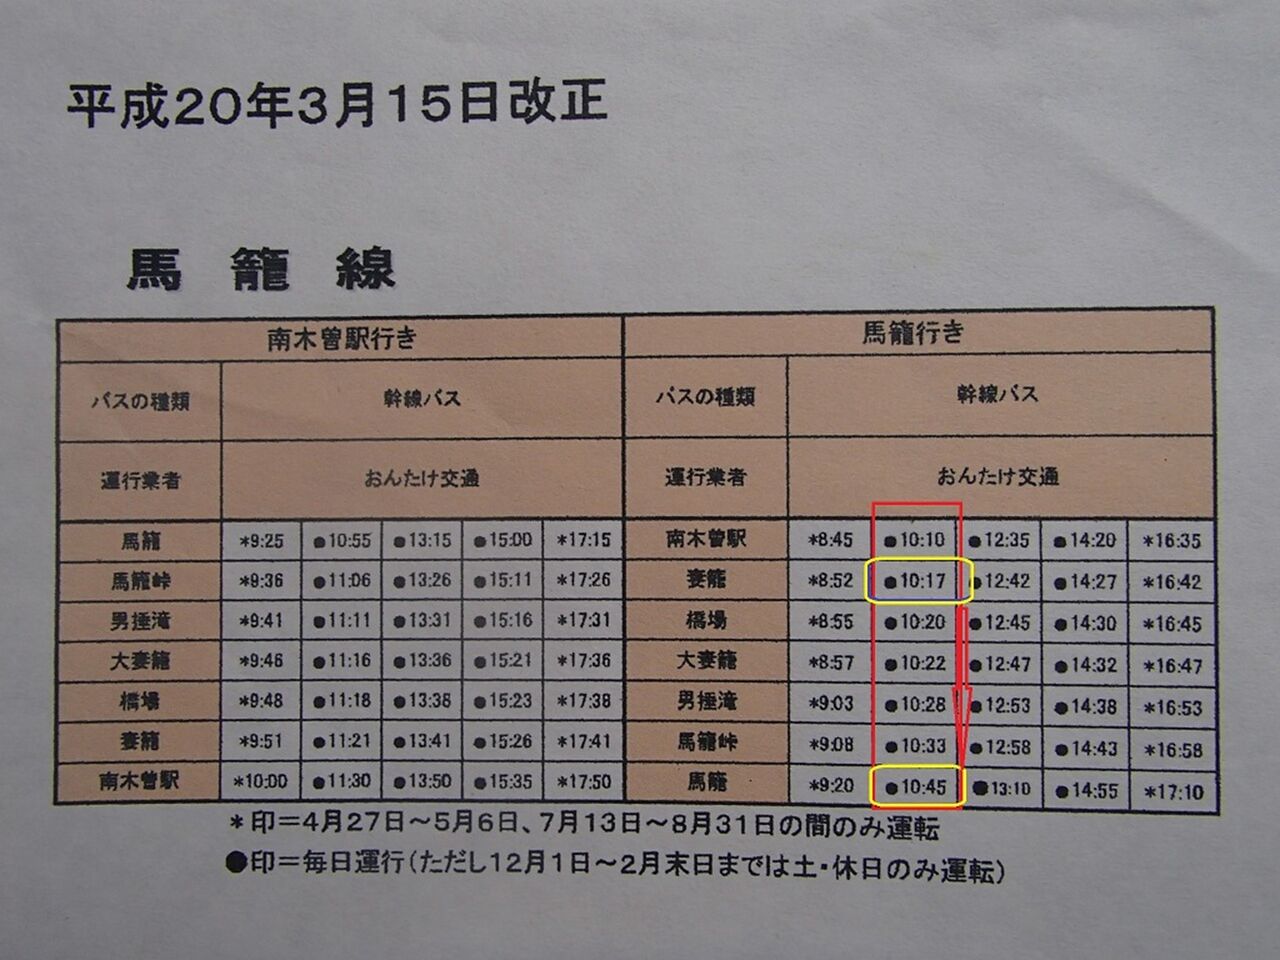 平成20年3月15日改正
馬籠線
南木曽駅行き 馬籠行き
バスの種類 幹線バス バスの種類 幹線バス
運行業者 おんたけ交通 運行業者 おんたけ交通
馬籠 *9:25 ●10:55 ●13:15 ●15:00 *17:15 南木曽駅 *8:45 ●10:10 ●12:35 ●14:20 *16:35
馬籠峠 *9:36 ●11:06 ●13:26 ●15:11 *17:26 妻籠 *8:52 ●10:17 ●12:42 ●14:27 *16:42
男捶滝 *9:41 ●11:11 ●13:31 ●15:16 *17:31 橋場 *8:55 ●10:20 ●12:45 ●14:30 *16:45
大妻籠 *9:46 ●11:16 ●13:36 ●15:21 *17:36 大妻籠 *8:57 ●10:22 ●12:47 ●14:32 *16:47
橋場 *9:48 ●11:18 ●13:38 ●15:23 *17:38 男捶滝 *9:03 ●10:28 ●12:53 ●14:38 *16:53
妻籠 *9:51 ●11:21 ●13:41 ●15:26 *17:41 馬籠峠 *9:08 ●10:33 ●12:58 ●14:43 *16:58
南木曽駅 *10:00 ●11:30 ●13:50 ●15:35 *17:50 馬籠 *9:20 ●10:45 ●13:10 ●14:55 *17:10
*印＝4月27日～5月6日、7月13日～8月31日の間のみ運転
●印＝毎日運行(ただし12月1日～2月末日までは土・休日のみ運転)